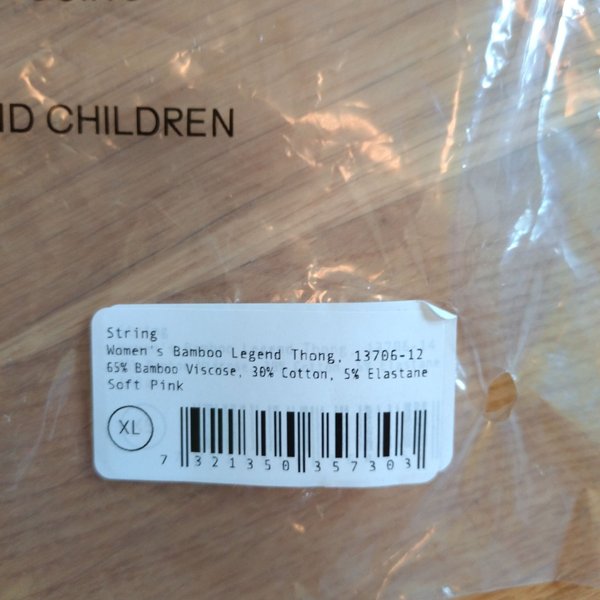 ND CHILDREN
String
Women's Bamboo Legend Thong, 13706-12
65% Bamboo Viscose, 30% Cotton, 5% Elastane
Soft Pink
XL
7 321350 357303